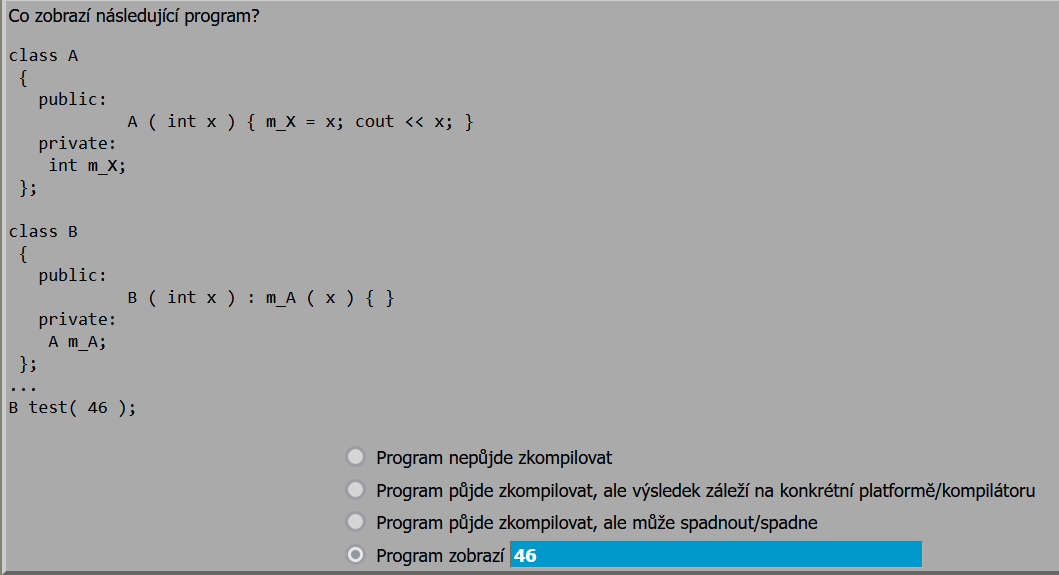 Co zobrazí následující program?
class A
{
public:
A ( int x ) { m_X = x; cout << x; }
private:
int m_X;
};
class B
{
public:
B ( int x ) : m_A ( x ) { }
private:
A m_A;
};
...
B test( 46 );
Program nepůjde zkompilovat
Program půjde zkompilovat, ale výsledek záleží na konkrétní platformě/kompilátoru
Program půjde zkompilovat, ale může spadnout/spadne
Program zobrazí 46